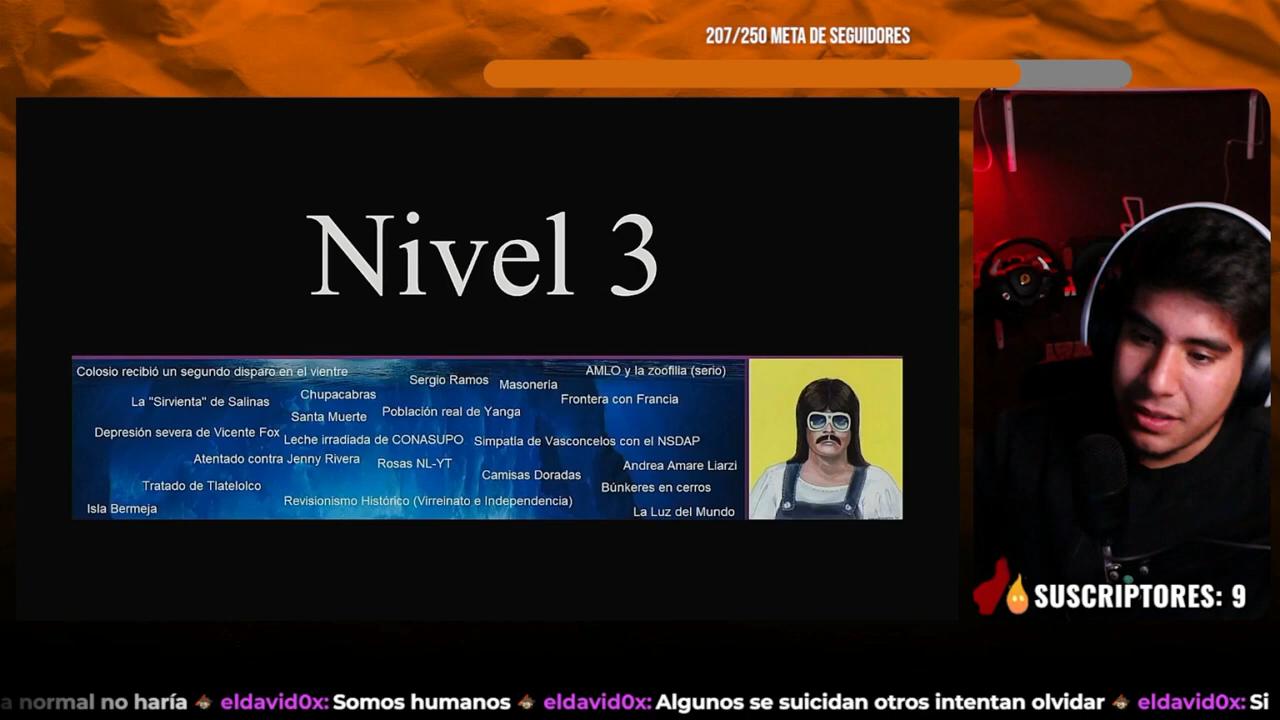 207/250 META DE SEGUIDORES
Nivel 3
Colosio recibió un segundo disparo en el vientre
Sergio Ramos
Masoneria
AMLO y la zoofilia (serio)
La "Sirvienta" de Salinas
Chupacabras
Frontera con Francia
Santa Muerte
Población real de Yanga
Depresión severa de Vicente Fox
Leche irradiada de CONASUPO
Simpatía de Vasconcelos con el NSDAP
Atentado contra Jenny Rivera
Rosas NL-YT
Camisas Doradas
Andrea Amare Liarzi
Tratado de Tlatelolco
Búnkeres en cerros
Revisionismo Histórico (Virreinato e Independencia)
Isla Bermeja
La Luz del Mundo
SUSCRIPTORES: 9
a normal no haría eldavid0x: Somos humanos eldavid0x: Algunos se suicidan otros intentan olvidar eldavid0x: Si